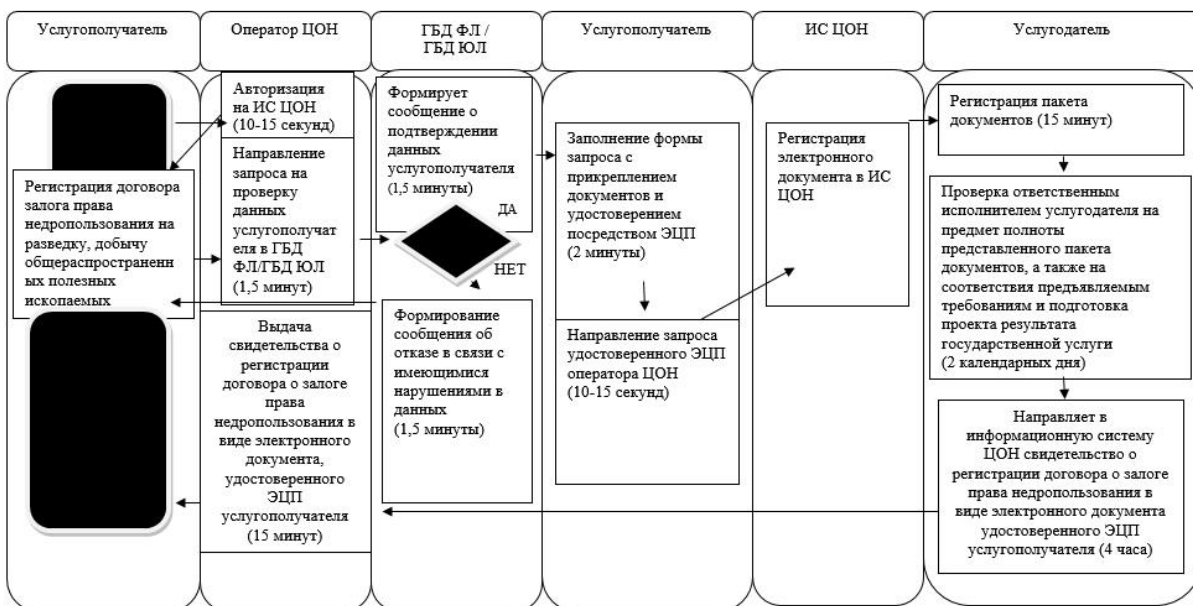 Услугополучатель
Оператор ЦОН
ГБД ФЛ /
ГБД ЮЛ
Услугополучатель
ИС ЦОН
Услугодатель
Регистрация договора
залога права
недропользования на
разведку, добычу
общераспространен
ных полезных
ископаемых
Авторизация
на ИС ЦОН
(10-15 секунд)
Направление
запроса на
проверку
данных
услугополучат
еля в ГБД
ФЛ/ГБД ЮЛ
(1,5 минут)
Выдача
свидетельства о
регистрации
договора о залоге
права
недропользования в
виде электронного
документа,
удостоверенного
ЭЦП
услугополучателя
(15 минут)
Формирует
сообщение о
подтверждении
данных
услугополучателя
(1,5 минуты)
ДА
НЕТ
Формирование
сообщения об
отказе в связи с
имеющимися
нарушениями в
данных
(1,5 минуты)
Заполнение формы
запроса с
прикреплением
документов и
удостоверением
посредством ЭЦП
(2 минуты)
Направление запроса
удостоверенного ЭЦП
оператора ЦОН
(10-15 секунд)
Регистрация
электронного
документа в ИС
ЦОН
Регистрация пакета
документов (15 минут)
Проверка ответственным
исполнителем услугодателя на
предмет полноты
представленного пакета
документов, а также на
соответствия предъявляемым
требованиям и подготовка
проекта результата
государственной услуги
(2 календарных дня)
Направляет в
информационную систему
ЦОН свидетельство о
регистрации договора о залоге
права недропользования в
виде электронного документа
удостоверенного ЭЦП
услугополучателя (4 часа)